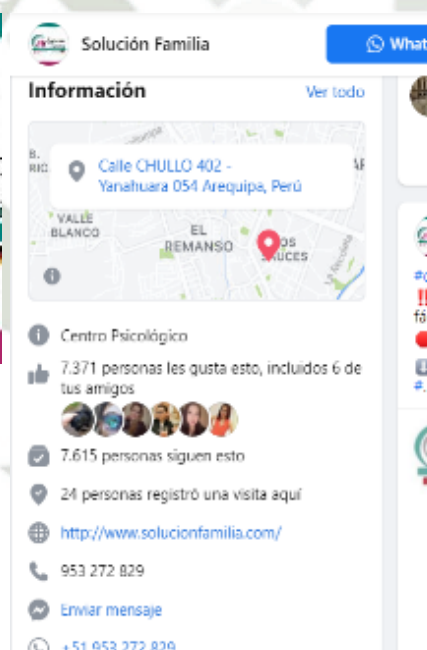 Solución Familia
What
Información
Ver todo
Calle CHULLO 402 -
Yanahuara 054 Arequipa, Perú
VALLE
BLANCO
EL
REMANSO
Centro Psicológico
7.371 personas les gusta esto, incluidos 6 de
tus amigos
7.615 personas siguen esto
24 personas registró una visita aquí
http://www.solucionfamilia.com/
953 272 829
Enviar mensaje
+51 953 272 829